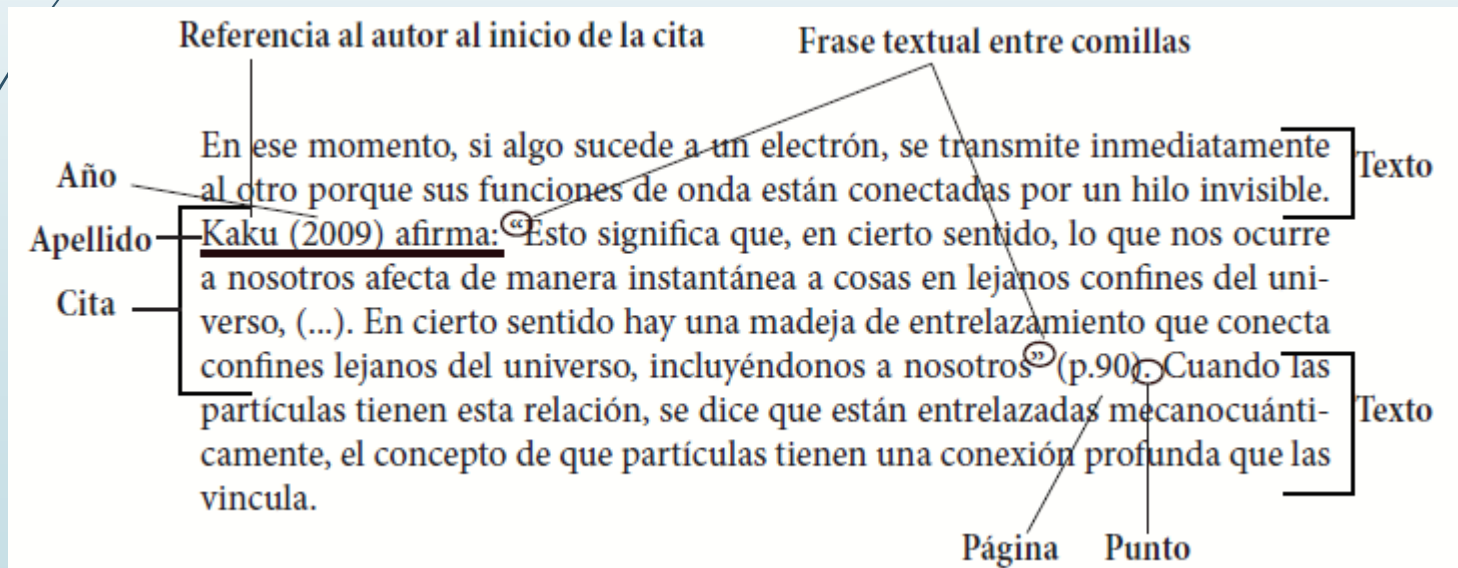 Referencia al autor al inicio de la cita
Frase textual entre comillas
En ese momento, si algo sucede a un electrón, se transmite inmediatamente
Texto
Año
al otro porque sus funciones de onda están conectadas por un hilo invisible.
Apellido
Kaku (2009) afirma: “Esto significa que, en cierto sentido, lo que nos ocurre
a nosotros afecta de manera instantánea a cosas en lejanos confines del uni-
Cita
verso, (...). En cierto sentido hay una madeja de entrelazamiento que conecta
confines lejanos del universo, incluyéndonos a nosotros” (p.90). Cuando las
partículas tienen esta relación, se dice que están entrelazadas mecanocuánti-
Texto
camente, el concepto de que partículas tienen una conexión profunda que las
vincula.
Página
Punto